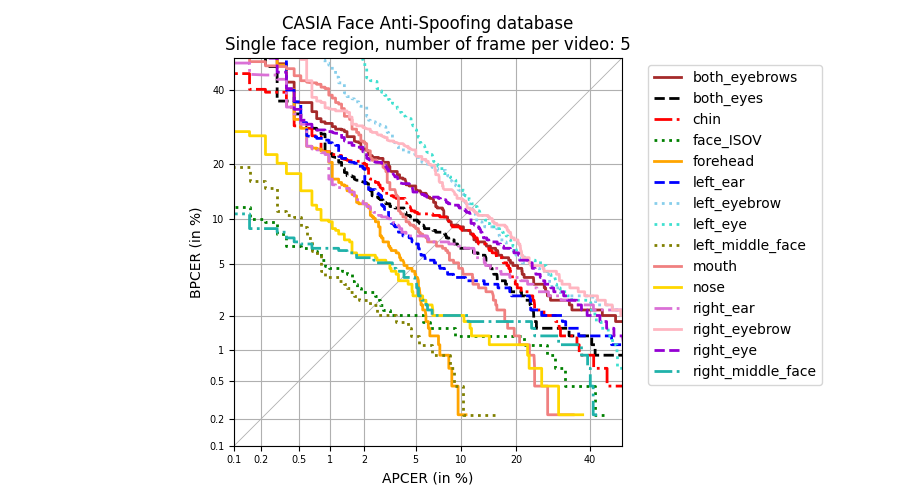 CASIA Face Anti-Spoofing database
Single face region, number of frame per video: 5
BPCER (in %)
40
20
10
5
2
1
0.5
0.2
0.1
0.1 0.2 0.5 1 2 5 10 20 40
APCER (in %)
both_eyebrows
both_eyes
chin
face_ISOV
forehead
left_ear
left_eyebrow
left_eye
left_middle_face
mouth
nose
right_ear
right_eyebrow
right_eye
right_middle_face